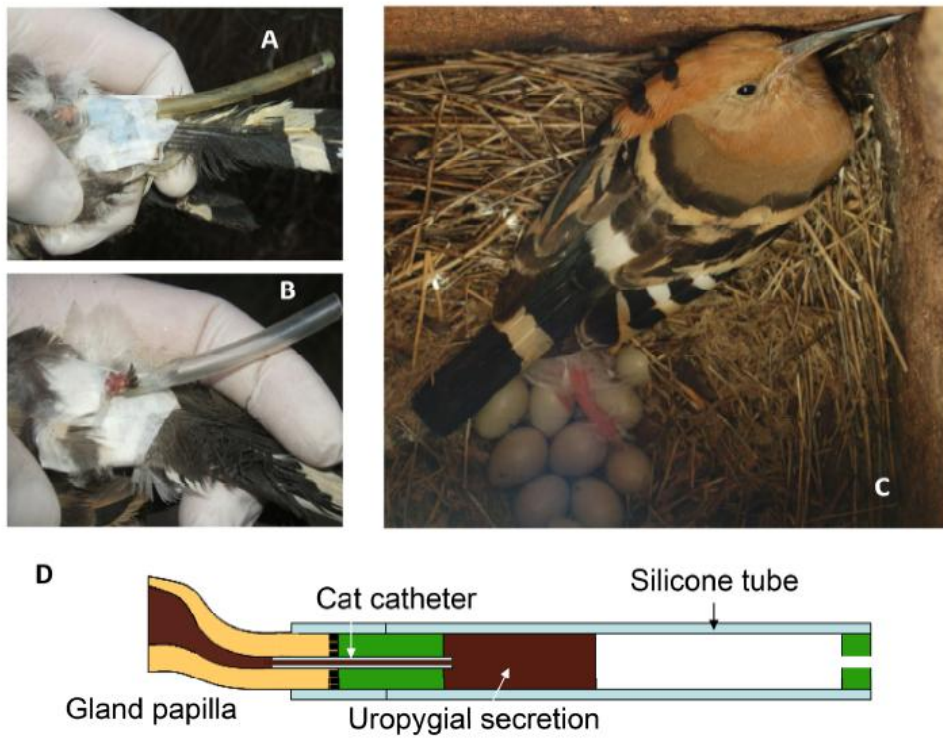 A
B
C
D
Silicone tube
Cat catheter
Gland papilla
Uropygial secretion